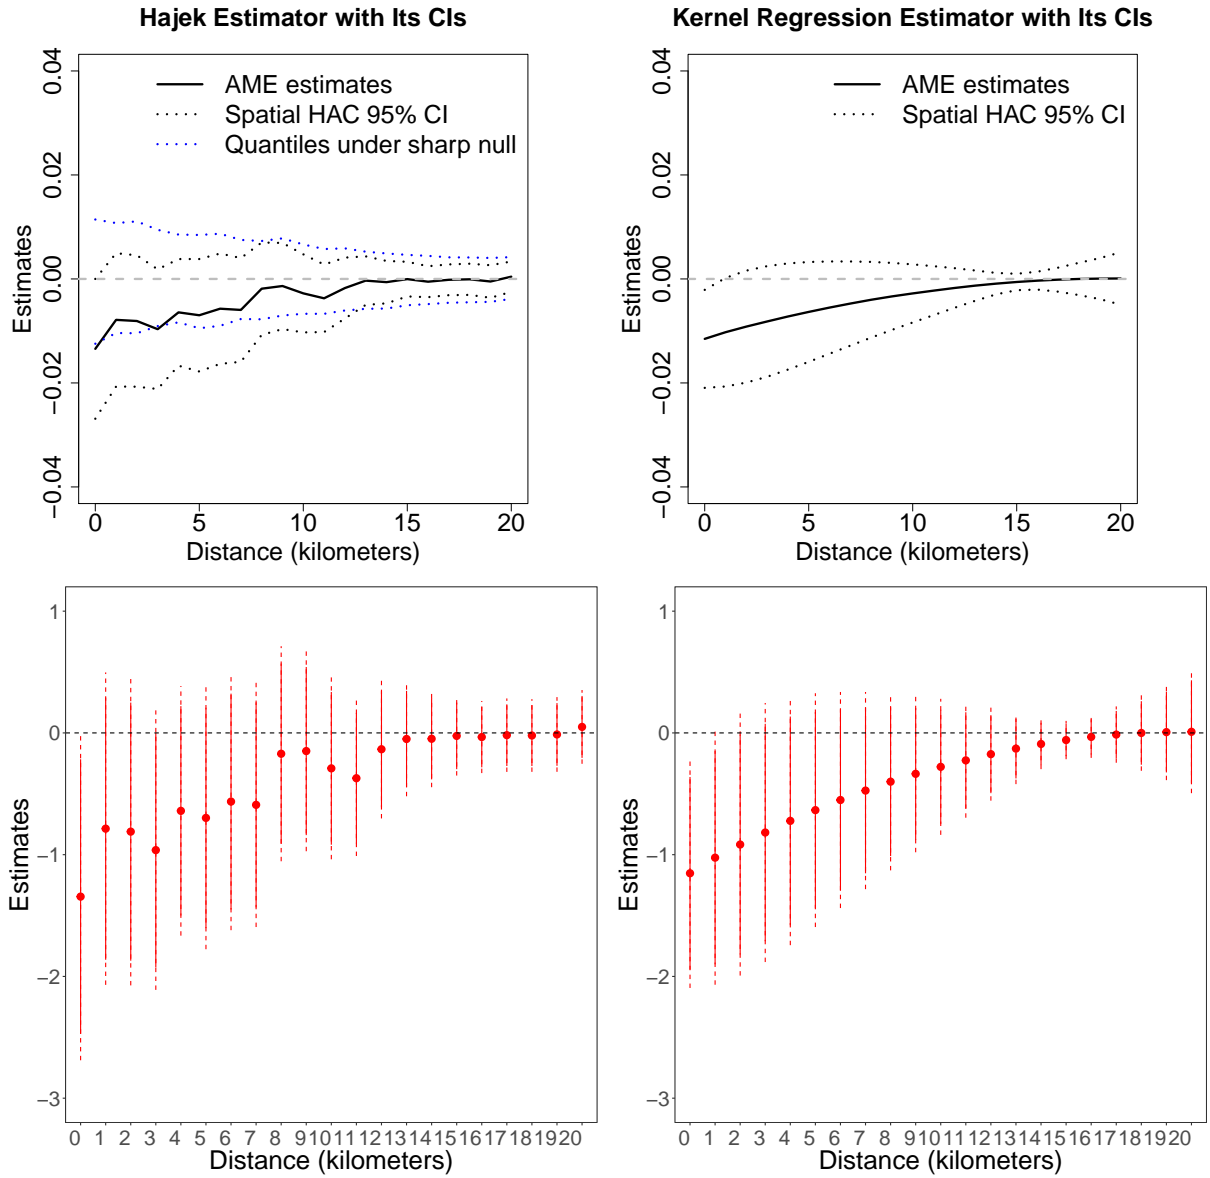 Hajek Estimator with Its CIs
AME estimates
Spatial HAC 95% CI
Quantiles under sharp null
Estimates
0.04
0.02
0.00
−0.02
−0.04
0 5 10 15 20
Distance (kilometers)
Kernel Regression Estimator with Its CIs
AME estimates
Spatial HAC 95% CI
Estimates
0.04
0.02
0.00
−0.02
−0.04
0 5 10 15 20
Distance (kilometers)
Estimates
1
0
−1
−2
−3
0 1 2 3 4 5 6 7 8 9 10 11 12 13 14 15 16 17 18 19 20
Distance (kilometers)
Estimates
1
0
−1
−2
−3
0 1 2 3 4 5 6 7 8 9 10 11 12 13 14 15 16 17 18 19 20
Distance (kilometers)